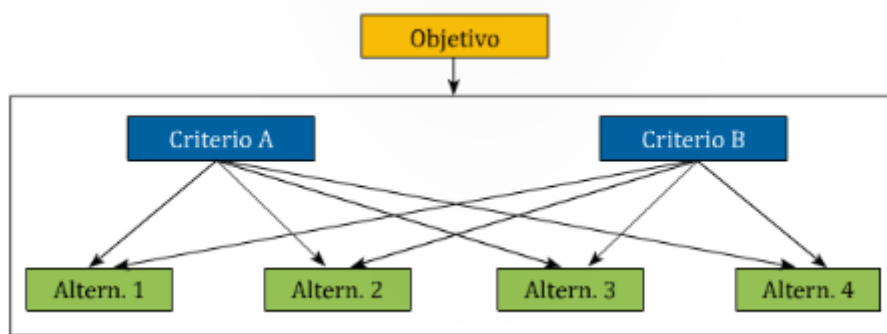 Objetivo
Criterio A
Criterio B
Altern. 1
Altern. 2
Altern. 3
Altern. 4